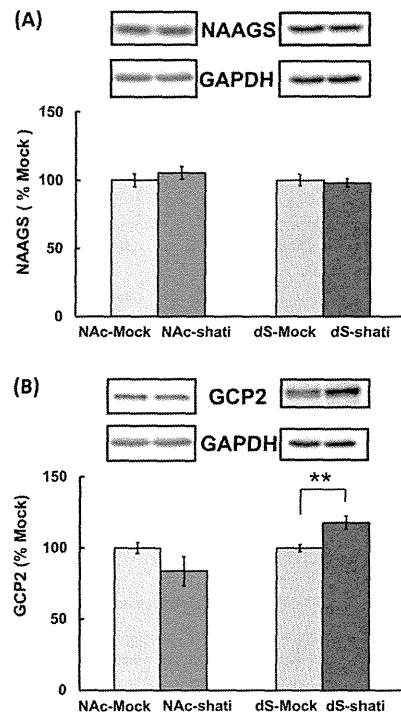 (A)
NAAGS
GAPDH
150
100
50
0
NAAGS ( % Mock )
NAc-Mock NAc-shati dS-Mock dS-shati
(B)
GCP2
GAPDH
150
100
50
0
GCP2 (% Mock)
**
NAc-Mock NAc-shati dS-Mock dS-shati